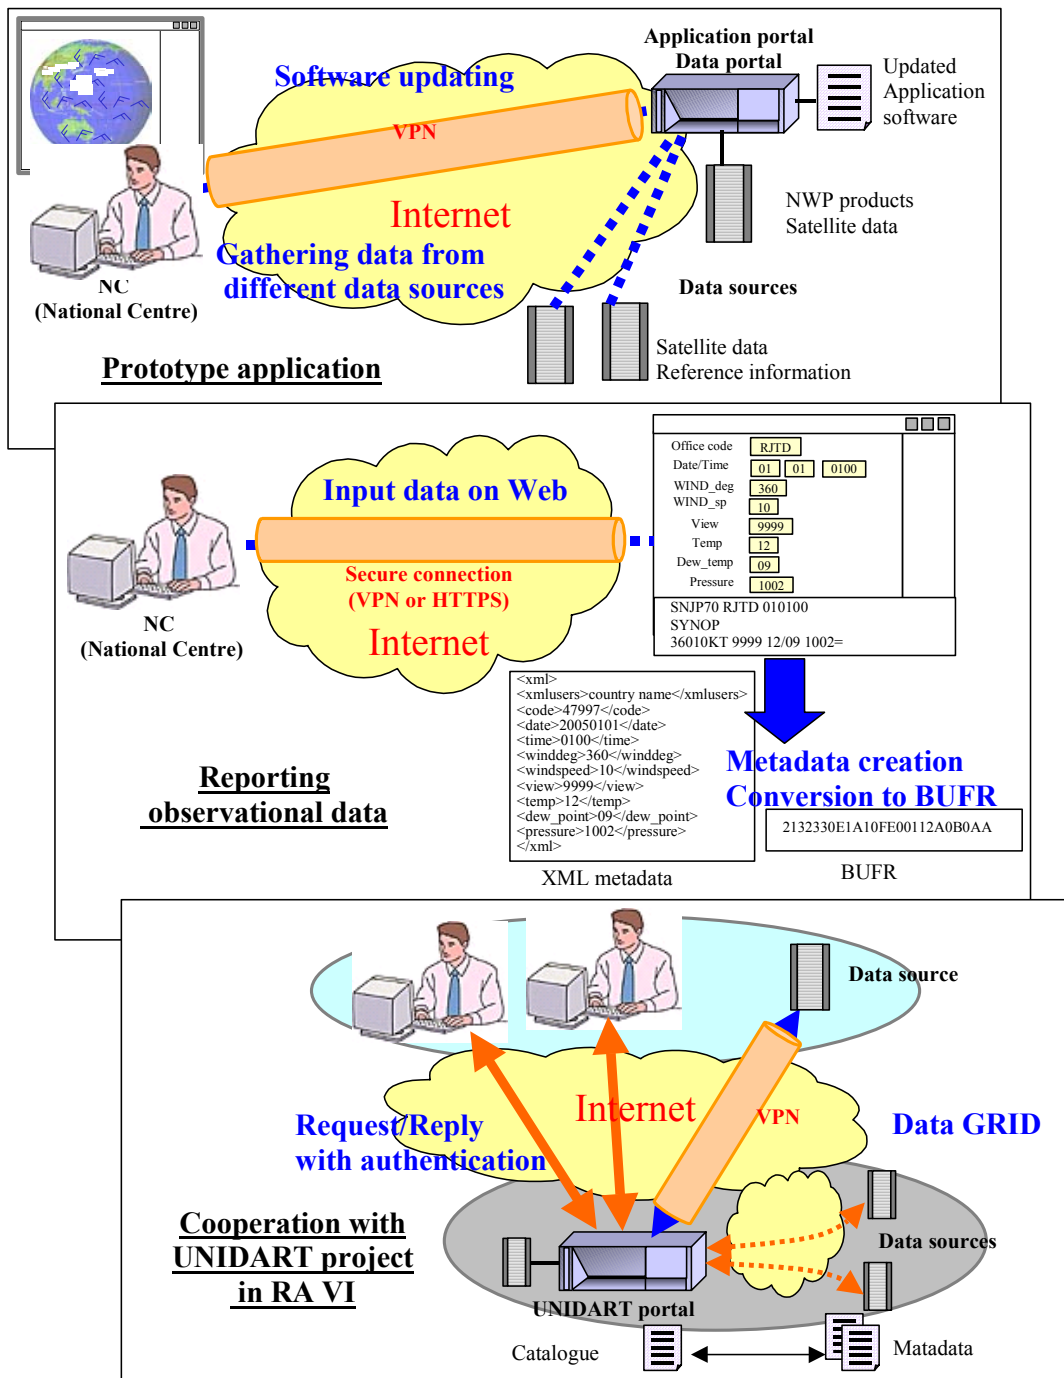 Application portal
Data portal
Software updating
Updated
Application
software
VPN
NWP products
Satellite data
Internet
Gathering data from
different data sources
Data sources
NC
(National Centre)
Satellite data
Reference information
Prototype application
Office code RJTD
Date/Time 01 01 0100
WIND_deg 360
WIND_sp 10
View 9999
Temp 12
Dew_temp 09
Pressure 1002
SNJP70 RJTD 010100
SYNOP
36010KT 9999 12/09 1002=
Input data on Web
Secure connection
(VPN or HTTPS)
Internet
NC
(National Centre)
<xml>
<xmlusers>country name</xmlusers>
<code>47997</code>
<date>20050101</date>
<time>0100</time>
<winddeg>360</winddeg>
<windspeed>10</windspeed>
<view>9999</view>
<temp>12</temp>
<dew_point>09</dew_point>
<pressure>1002</pressure>
</xml>
XML metadata
Metadata creation
Conversion to BUFR
2132330E1A10FE00112A0B0AA
BUFR
Reporting
observational data
Data source
Internet
VPN
Request/Reply
with authentication
Data GRID
Cooperation with
UNIDART project
in RA VI
Data sources
UNIDART portal
Catalogue
Matadata